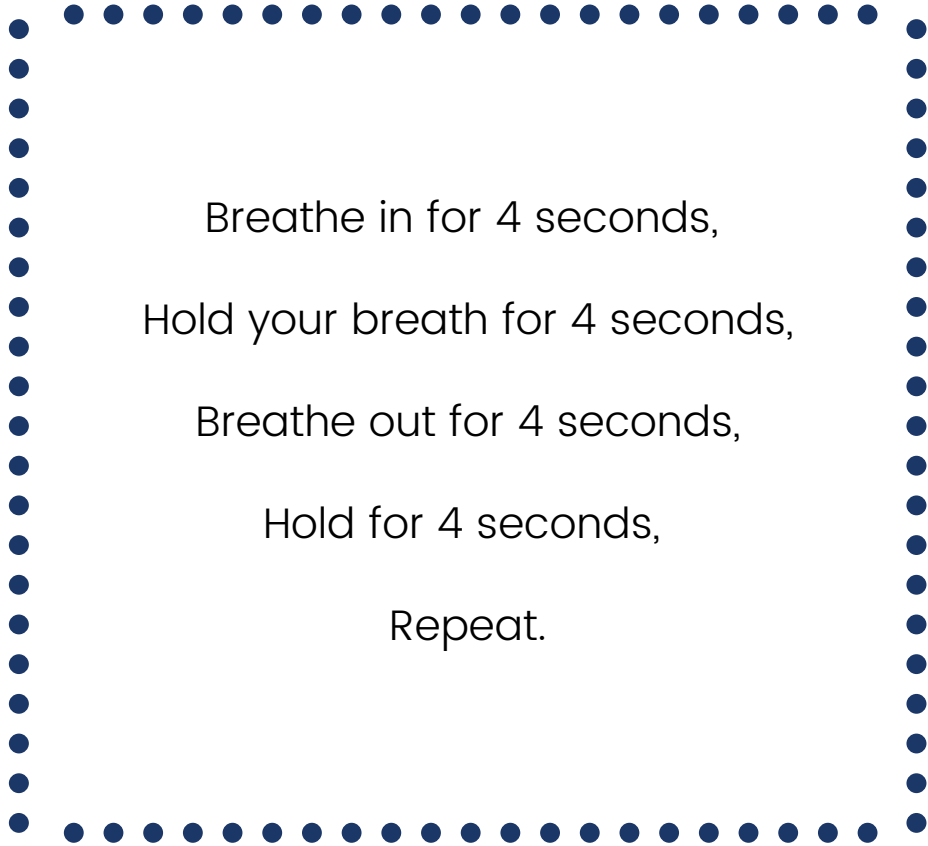 Breathe in for 4 seconds,
Hold your breath for 4 seconds,
Breathe out for 4 seconds,
Hold for 4 seconds,
Repeat.